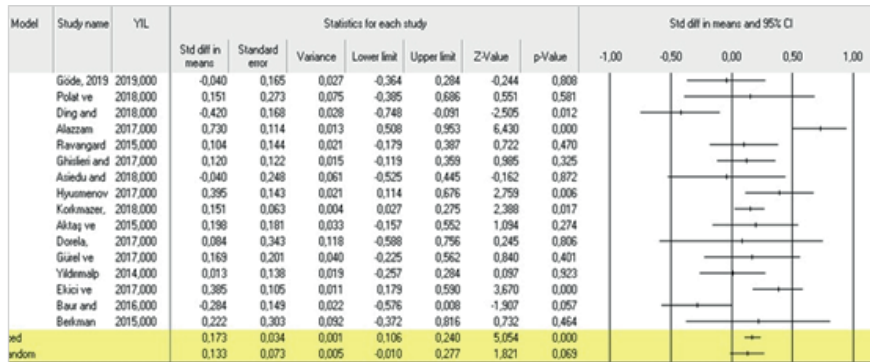 Model Study name YIL Statistics for each study Std diff in means and 95% CI
Std diff in means Standard error Variance Lower limit Upper limit Z-Value p-Value -1,00 -0,50 0,00 0,50 1,00
Göde, 2019 2019,000 -0,040 0,165 0,027 -0,364 0,284 -0,244 0,808
Polat ve 2018,000 0,151 0,273 0,075 -0,385 0,686 0,551 0,581
Ding and 2018,000 -0,420 0,168 0,028 -0,748 -0,091 -2,505 0,012
Alazzam 2017,000 0,730 0,114 0,013 0,508 0,953 6,430 0,000
Ravangard 2015,000 0,104 0,144 0,021 -0,179 0,387 0,722 0,470
Ghislieri and 2017,000 0,120 0,122 0,015 -0,119 0,359 0,985 0,325
Asiedu and 2018,000 -0,040 0,248 0,061 -0,525 0,445 -0,162 0,872
Hyusmenov 2017,000 0,395 0,143 0,021 0,114 0,676 2,759 0,006
Korkmazer, 2018,000 0,151 0,063 0,004 0,027 0,275 2,388 0,017
Aktaş ve 2015,000 0,198 0,181 0,033 -0,157 0,552 1,094 0,274
Dorela, 2017,000 0,084 0,343 0,118 -0,588 0,756 0,245 0,806
Gürel ve 2017,000 0,169 0,201 0,040 -0,225 0,562 0,840 0,401
Yıldırımalp 2014,000 0,013 0,138 0,019 -0,257 0,284 0,097 0,923
Ekici ve 2017,000 0,385 0,105 0,011 0,179 0,590 3,670 0,000
Baur and 2016,000 -0,284 0,149 0,022 -0,576 0,008 -1,907 0,057
Berkman 2015,000 0,222 0,303 0,092 -0,372 0,816 0,732 0,464
xed 0,173 0,034 0,001 0,106 0,240 5,054 0,000
andom 0,133 0,073 0,005 -0,010 0,277 1,821 0,069